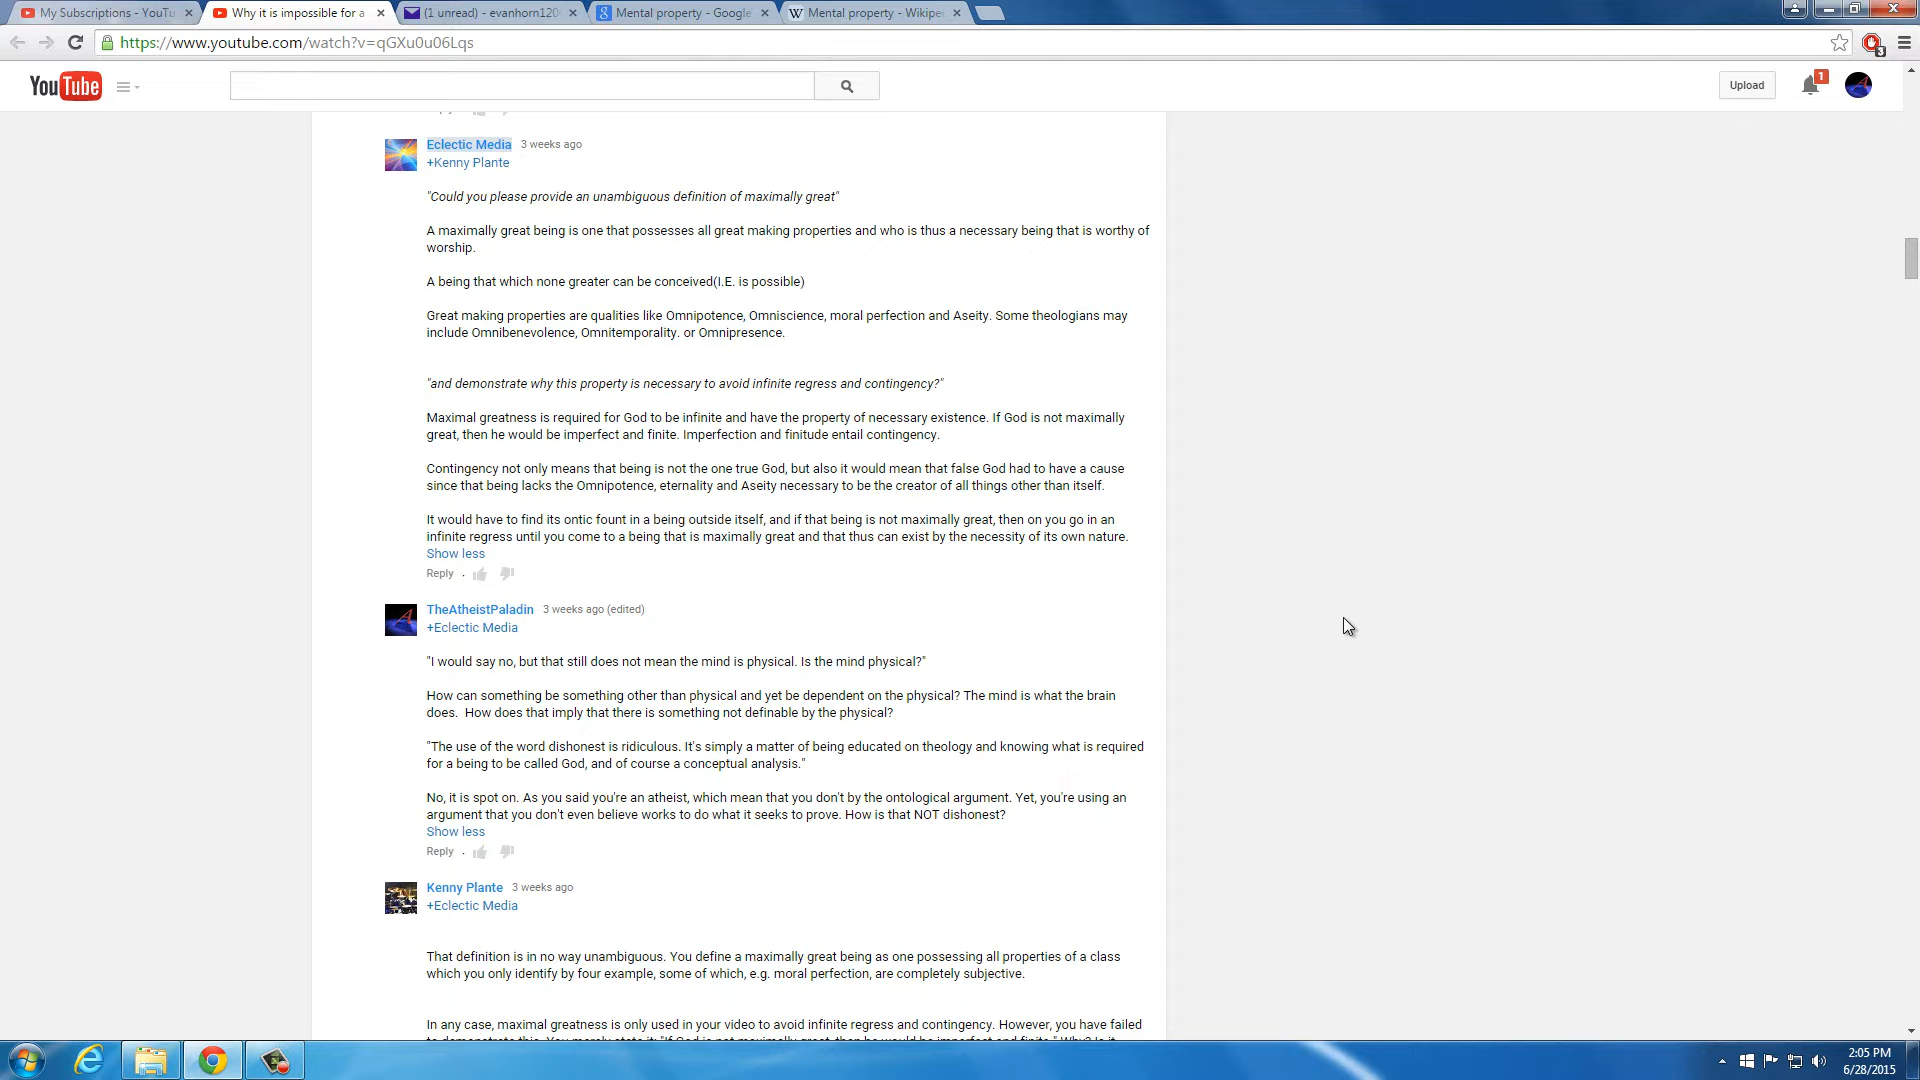 My Subscriptions - YouTu
Why it is impossible for a
(1 unread) - evanhorn120
Mental property - Google
Mental property - Wikipe
https://www.youtube.com/watch?v=qGXu0u06Lqs
3
YouTube
Upload
1
Eclectic Media 3 weeks ago
+Kenny Plante
"Could you please provide an unambiguous definition of maximally great"
A maximally great being is one that possesses all great making properties and who is thus a necessary being that is worthy of
worship.
A being that which none greater can be conceived(I.E. is possible)
Great making properties are qualities like Omnipotence, Omniscience, moral perfection and Aseity. Some theologians may
include Omnibenevolence, Omnitemporality. or Omnipresence.
"and demonstrate why this property is necessary to avoid infinite regress and contingency?"
Maximal greatness is required for God to be infinite and have the property of necessary existence. If God is not maximally
great, then he would be imperfect and finite. Imperfection and finitude entail contingency.
Contingency not only means that being is not the one true God, but also it would mean that false God had to have a cause
since that being lacks the Omnipotence, eternality and Aseity necessary to be the creator of all things other than itself.
It would have to find its ontic fount in a being outside itself, and if that being is not maximally great, then on you go in an
infinite regress until you come to a being that is maximally great and that thus can exist by the necessity of its own nature.
Show less
Reply .
TheAtheistPaladin 3 weeks ago (edited)
+Eclectic Media
"I would say no, but that still does not mean the mind is physical. Is the mind physical?"
How can something be something other than physical and yet be dependent on the physical? The mind is what the brain
does. How does that imply that there is something not definable by the physical?
"The use of the word dishonest is ridiculous. It's simply a matter of being educated on theology and knowing what is required
for a being to be called God, and of course a conceptual analysis."
No, it is spot on. As you said you're an atheist, which mean that you don't by the ontological argument. Yet, you're using an
argument that you don't even believe works to do what it seeks to prove. How is that NOT dishonest?
Show less
Reply .
Kenny Plante 3 weeks ago
+Eclectic Media
That definition is in no way unambiguous. You define a maximally great being as one possessing all properties of a class
which you only identify by four example, some of which, e.g. moral perfection, are completely subjective.
In any case, maximal greatness is only used in your video to avoid infinite regress and contingency. However, you have failed
2:05 PM
6/28/2015